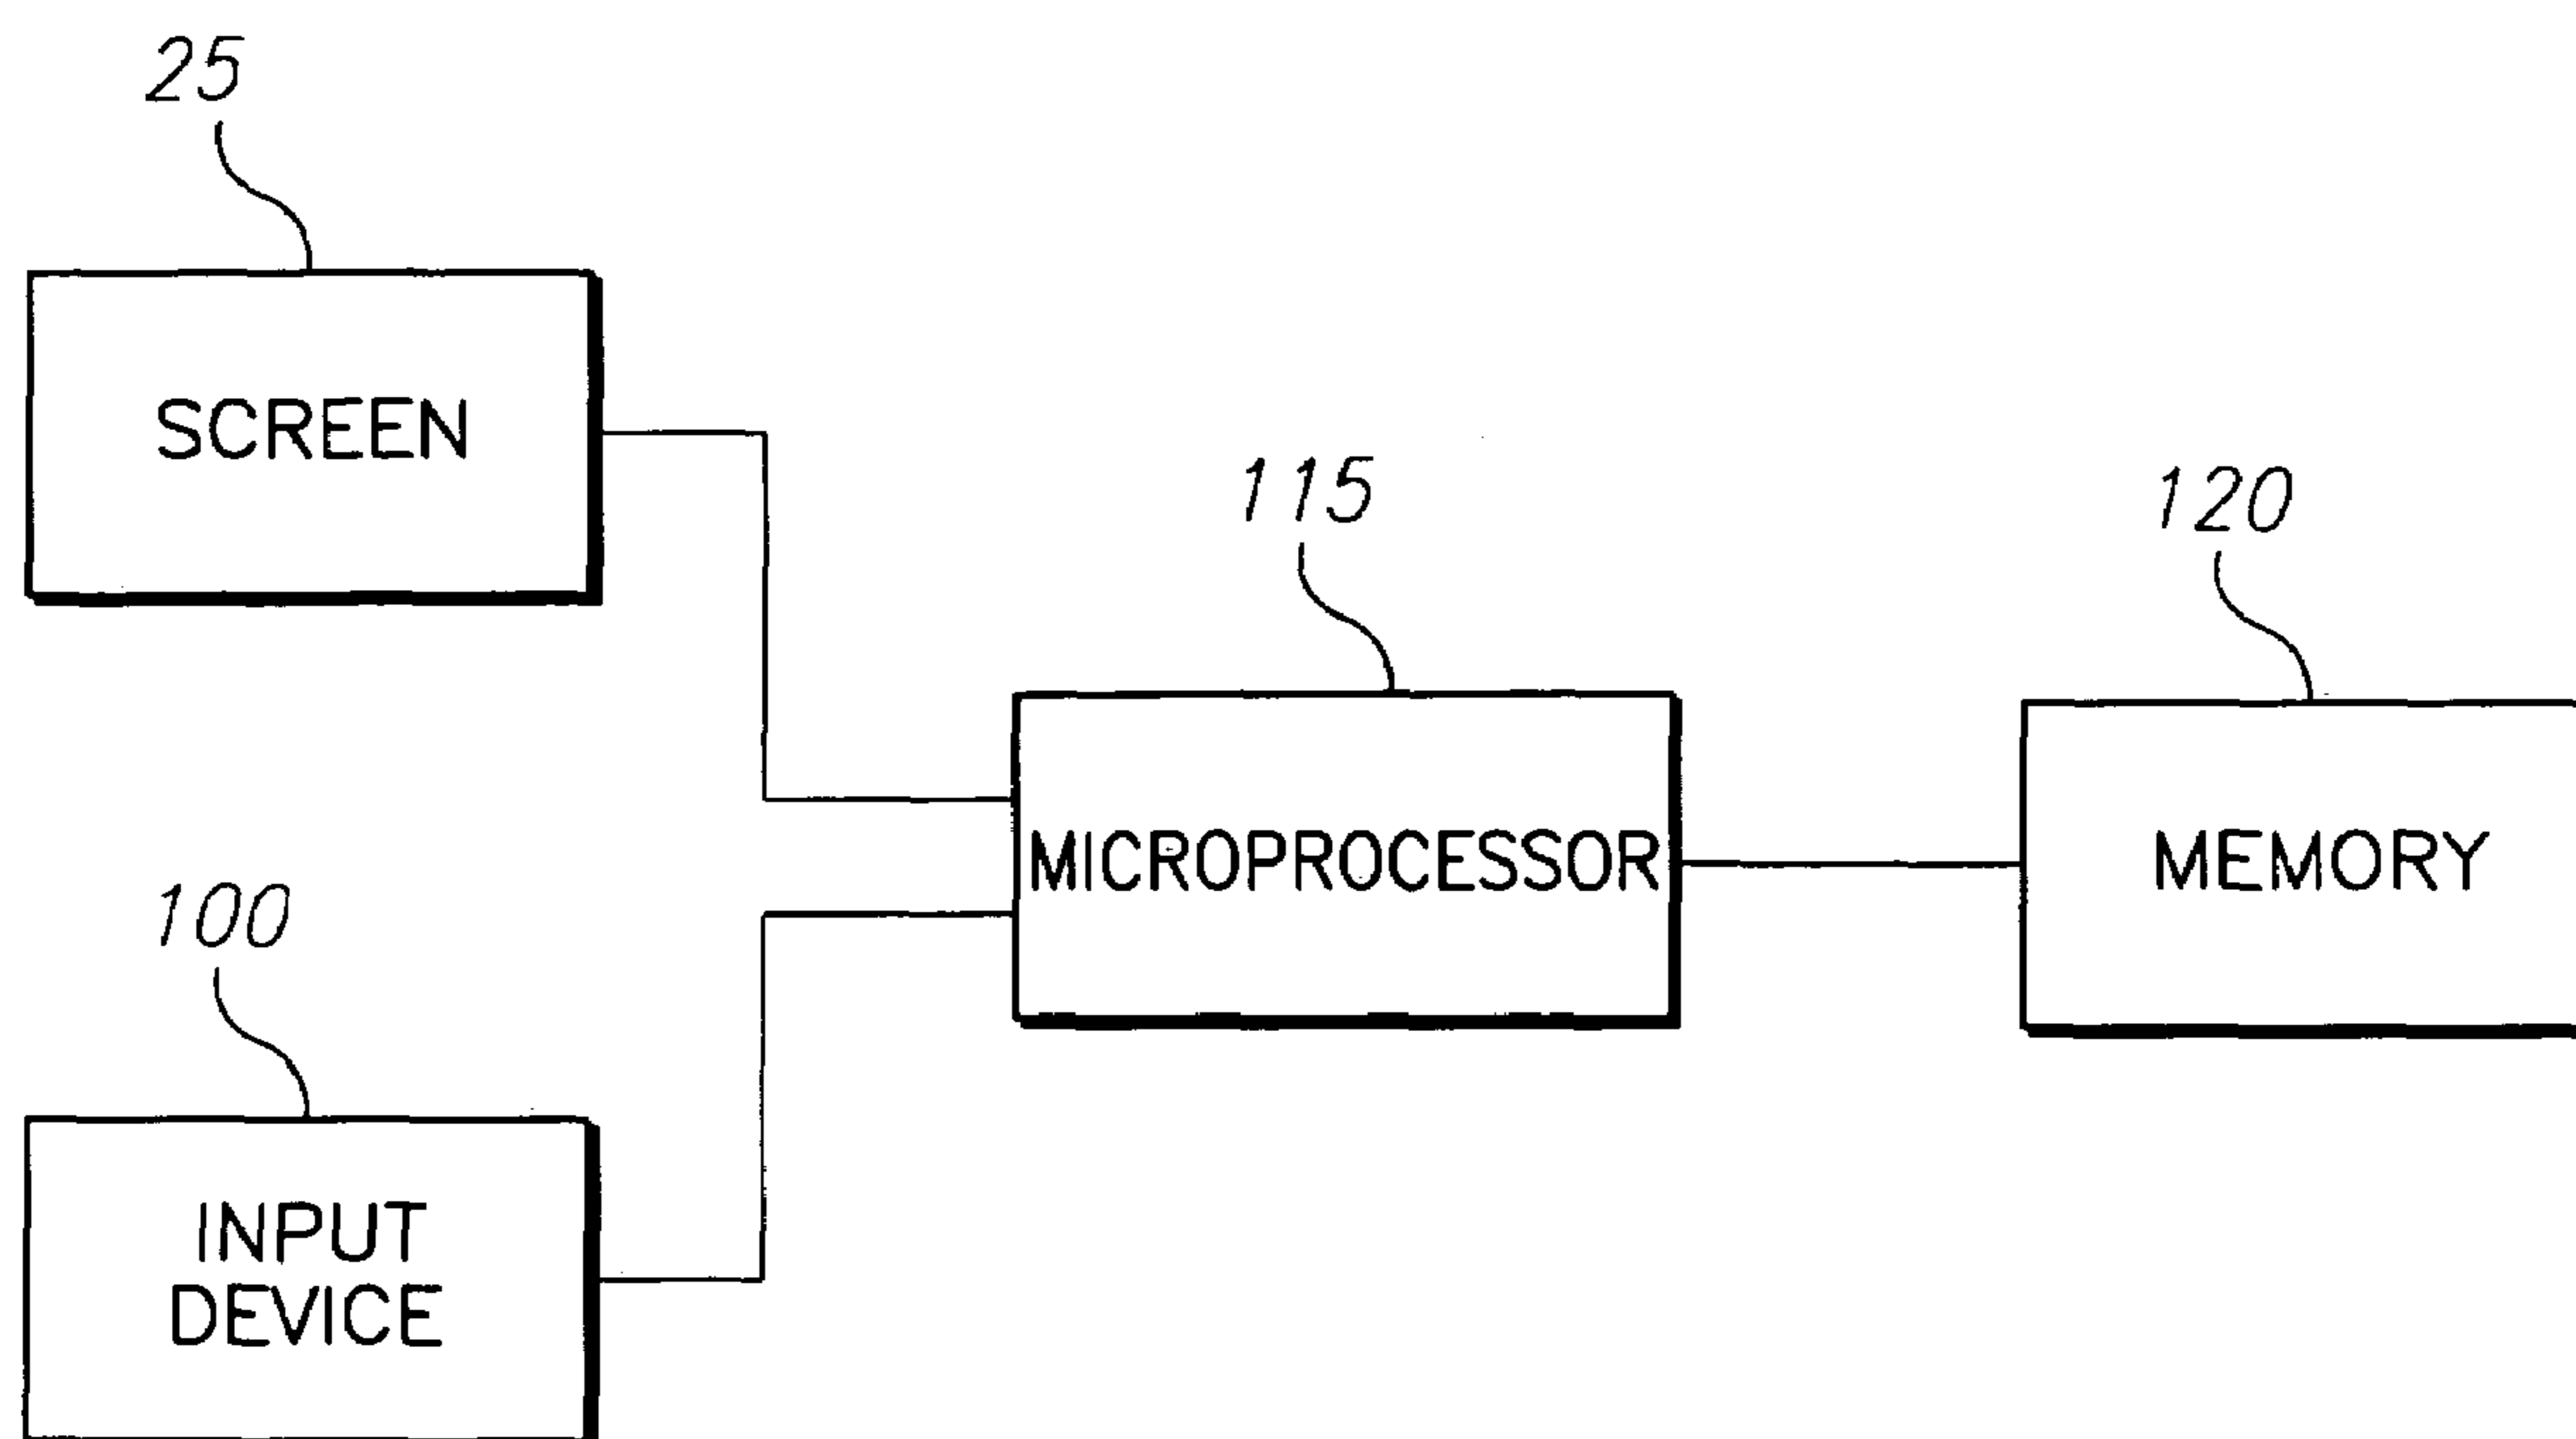 25
SCREEN
115
MICROPROCESSOR
120
MEMORY
100
INPUT
DEVICE